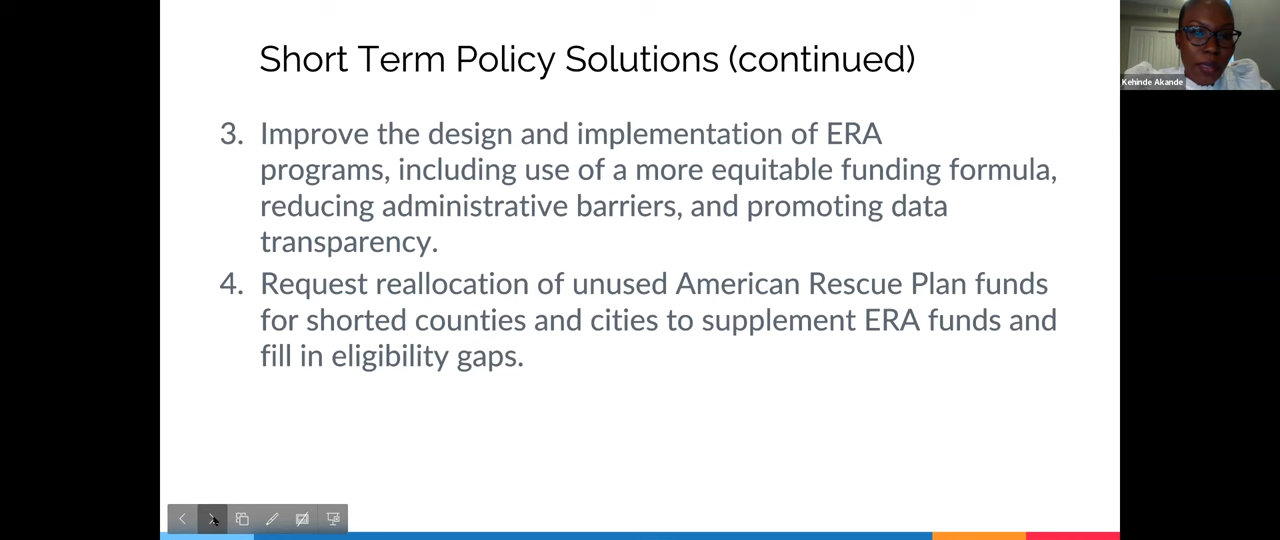 Short Term Policy Solutions (continued)
Kehinde Akande
3. Improve the design and implementation of ERA
programs, including use of a more equitable funding formula,
reducing administrative barriers, and promoting data
transparency.
4. Request reallocation of unused American Rescue Plan funds
for shorted counties and cities to supplement ERA funds and
fill in eligibility gaps.